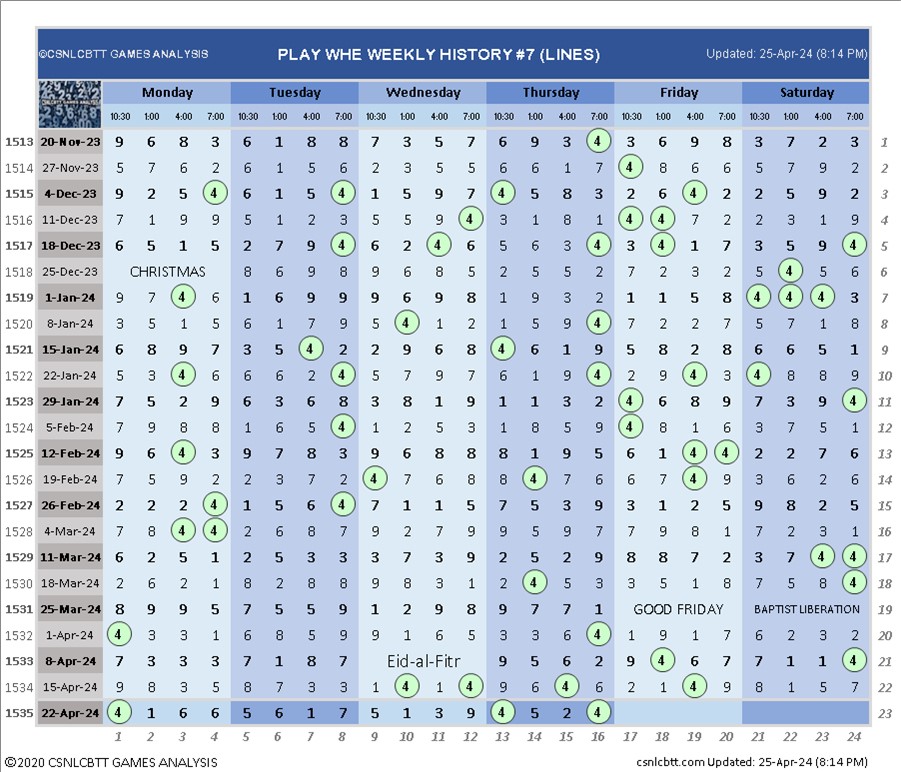 ©CSNLCBTT GAMES ANALYSIS PLAY WHE WEEKLY HISTORY #7 (LINES) Updated: 25-Apr-24 (8:14 PM)
Monday Tuesday Wednesday Thursday Friday Saturday
10:30 1:00 4:00 7:00 10:30 1:00 4:00 7:00 10:30 1:00 4:00 7:00 10:30 1:00 4:00 7:00 10:30 1:00 4:00 7:00 10:30 1:00 4:00 7:00
1513 20-Nov-23 9 6 8 3 6 1 8 8 7 3 5 7 6 9 3 4 3 6 9 8 3 7 2 3 1
1514 27-Nov-23 5 7 6 2 6 1 5 6 2 3 5 5 6 6 1 7 4 8 6 6 5 7 9 2 2
1515 4-Dec-23 9 2 5 4 6 1 5 4 1 5 9 7 4 5 8 3 2 6 4 2 2 5 9 2 3
1516 11-Dec-23 7 1 9 9 5 1 2 3 5 5 9 4 3 1 8 1 4 4 7 2 2 3 1 9 4
1517 18-Dec-23 6 5 1 5 2 7 9 4 6 2 4 6 5 6 3 4 3 4 1 7 3 5 9 4 5
1518 25-Dec-23 CHRISTMAS 8 6 9 8 9 6 8 5 2 5 5 2 7 2 3 2 5 4 5 6 6
1519 1-Jan-24 9 7 4 6 1 6 9 9 9 6 9 8 1 9 3 2 1 1 5 8 4 4 4 3 7
1520 8-Jan-24 3 5 1 5 6 1 7 9 5 4 1 2 1 5 9 4 7 2 2 7 5 7 1 8 8
1521 15-Jan-24 6 8 9 7 3 5 4 2 2 9 6 8 4 6 1 9 5 8 2 8 6 6 5 1 9
1522 22-Jan-24 5 3 4 6 6 6 2 4 5 7 9 7 6 1 9 4 2 9 4 3 4 8 8 9 10
1523 29-Jan-24 7 5 2 9 6 3 6 8 3 8 1 9 1 1 3 2 4 6 8 9 7 3 9 4 11
1524 5-Feb-24 7 9 8 8 1 6 5 4 1 2 5 3 1 8 5 9 4 8 1 6 3 7 5 1 12
1525 12-Feb-24 9 6 4 3 9 7 8 3 9 6 8 8 8 1 9 5 6 1 4 4 2 2 7 6 13
1526 19-Feb-24 7 5 9 2 2 3 7 2 4 7 6 8 8 4 7 8 6 7 4 9 3 6 2 6 14
1527 26-Feb-24 2 2 2 4 1 5 6 4 7 1 1 5 7 5 3 9 3 1 2 5 9 8 2 5 15
1528 4-Mar-24 7 8 4 4 2 6 8 7 9 2 7 9 9 5 9 7 7 9 8 1 7 2 3 1 16
1529 11-Mar-24 6 2 5 1 2 5 3 3 3 7 3 9 2 5 2 9 8 8 7 2 3 7 4 4 17
1530 18-Mar-24 2 6 2 1 8 2 8 8 9 8 3 1 2 4 5 3 3 5 1 8 7 5 8 4 18
1531 25-Mar-24 8 9 9 5 7 5 5 9 1 2 9 8 9 7 7 1 GOOD FRIDAY BAPTIST LIBERATION 19
1532 1-Apr-24 4 3 3 1 6 8 5 9 9 1 6 5 3 3 6 4 1 9 1 7 6 2 3 2 20
1533 8-Apr-24 7 3 3 3 7 1 8 7 Eid-al-Fitr 9 5 6 2 9 4 6 7 7 1 1 4 21
1534 15-Apr-24 9 8 3 5 8 7 3 3 1 4 1 4 9 6 4 6 2 1 4 9 8 1 5 7 22
1535 22-Apr-24 4 1 6 6 5 6 1 7 5 1 3 9 4 5 2 4 23
1 2 3 4 5 6 7 8 9 10 11 12 13 14 15 16 17 18 19 20 21 22 23 24
©2020 CSNLCBTT GAMES ANALYSIS csnlcbtt.com Updated: 25-Apr-24 (8:14 PM)